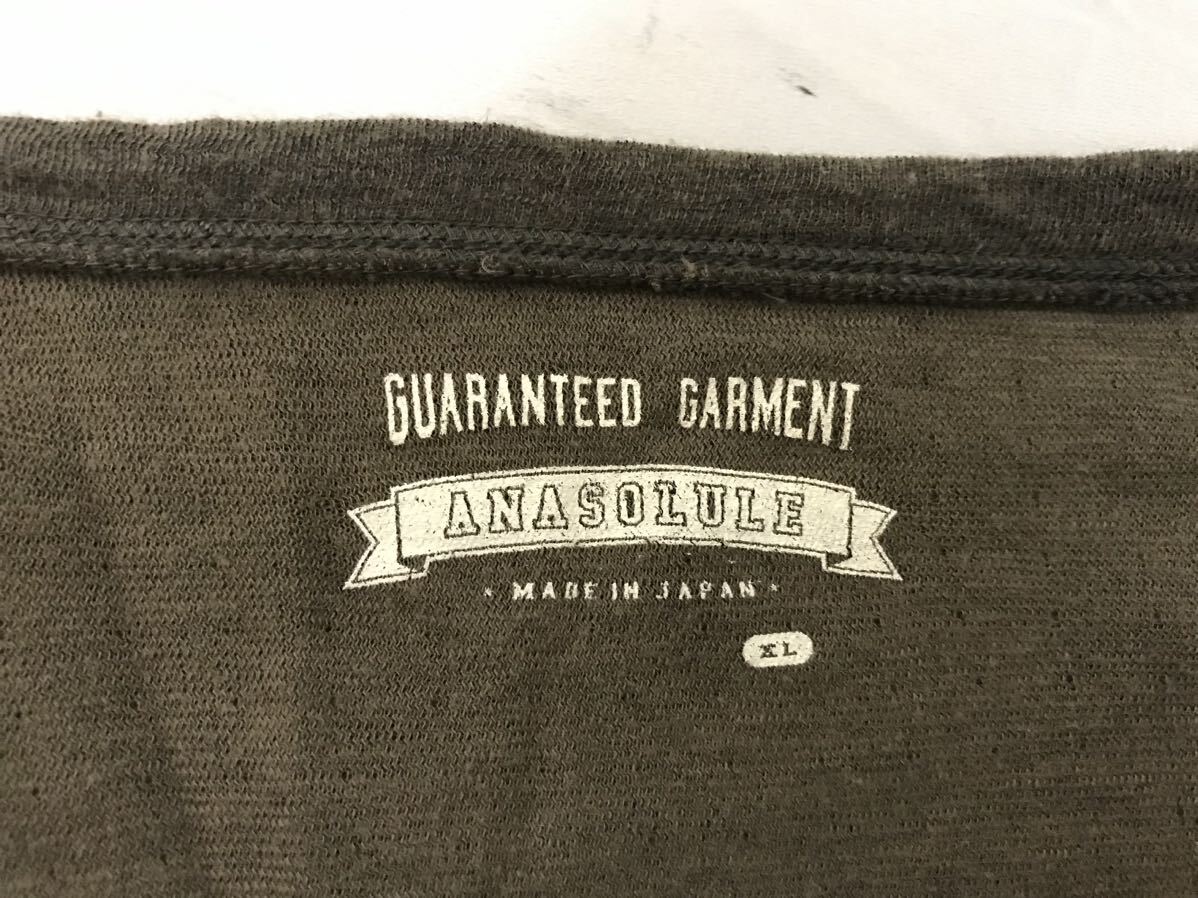 GUARANTEED GARMENT
ANASOLULE
• MADE IN JAPAN •
XL